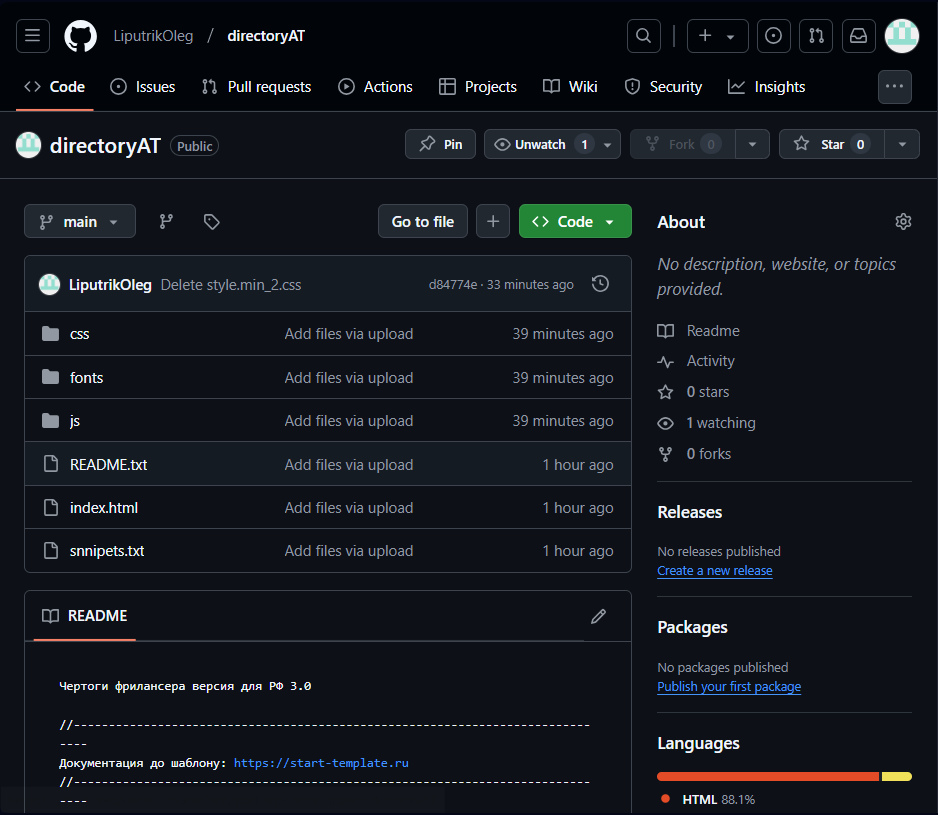 LiputrikOleg / directoryAT
Code Issues Pull requests Actions Projects Wiki Security Insights
directoryAT Public Pin Unwatch 1 Fork 0 Star 0
main Go to file Code
LiputrikOleg Delete style.min_2.css d84774e · 33 minutes ago
css Add files via upload 39 minutes ago
fonts Add files via upload 39 minutes ago
js Add files via upload 39 minutes ago
README.txt Add files via upload 1 hour ago
index.html Add files via upload 1 hour ago
snnipets.txt Add files via upload 1 hour ago
README
Чертоги фрилансера версия для РФ 3.0
//-----------------------------------------------------------------------
----
Документация до шаблону: https://start-template.ru
//-----------------------------------------------------------------------
----
About
No description, website, or topics
provided.
Readme
Activity
0 stars
1 watching
0 forks
Releases
No releases published
Create a new release
Packages
No packages published
Publish your first package
Languages
HTML 88.1%